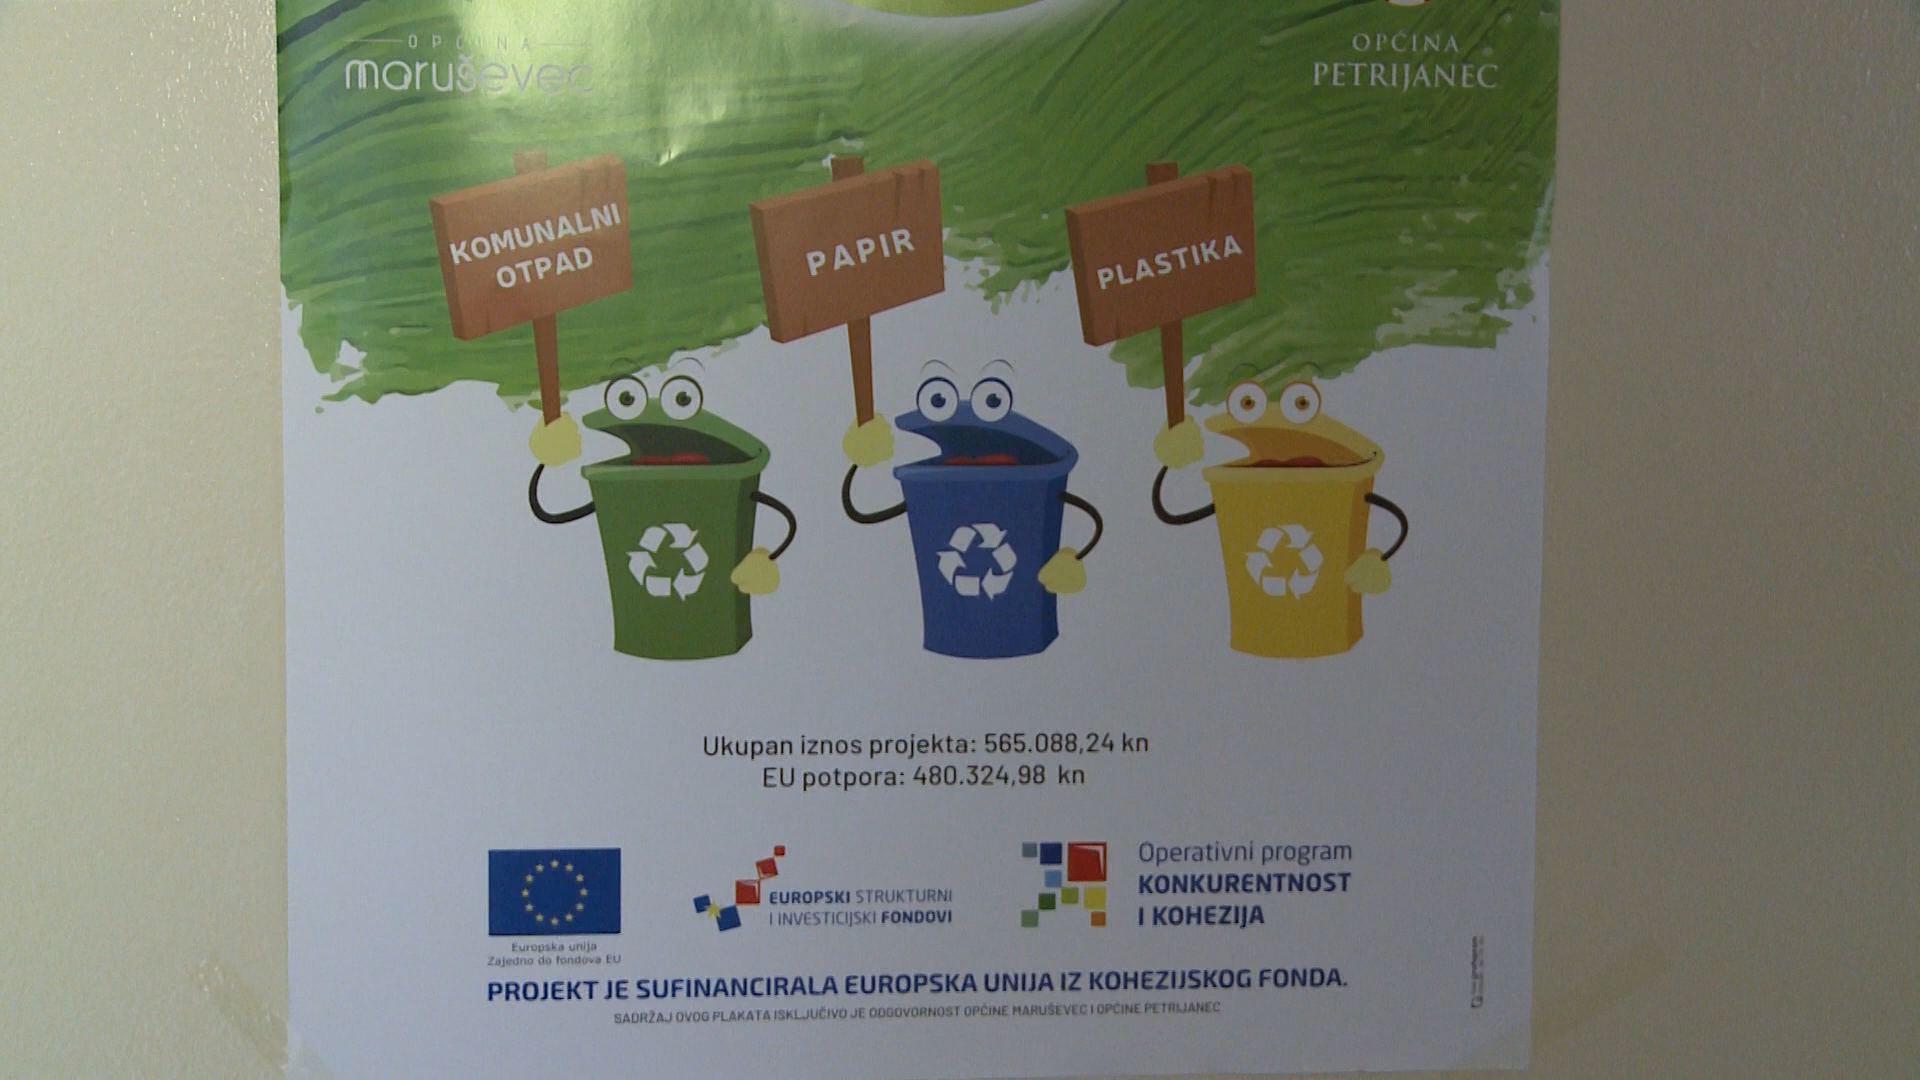 OPĆINA
maruševec
OPĆINA
PETRIJANEC
KOMUNALNI
OTPAD
PAPIR
PLASTIKA
Ukupan iznos projekta: 565.088,24 kn
EU potpora: 480.324,98 kn
Europska unija
Zajedno do fondova EU
EUROPSKI STRUKTURNI
I INVESTICIJSKI FONDOVI
Operativni program
KONKURENTNOST
I KOHEZIJA
PROJEKT JE SUFINANCIRALA EUROPSKA UNIJA IZ KOHEZIJSKOG FONDA.
SADRŽAJ OVOG PLAKATA ISKLJUČIVO JE ODGOVORNOST OPĆINE MARUŠEVEC I OPĆINE PETRIJANEC